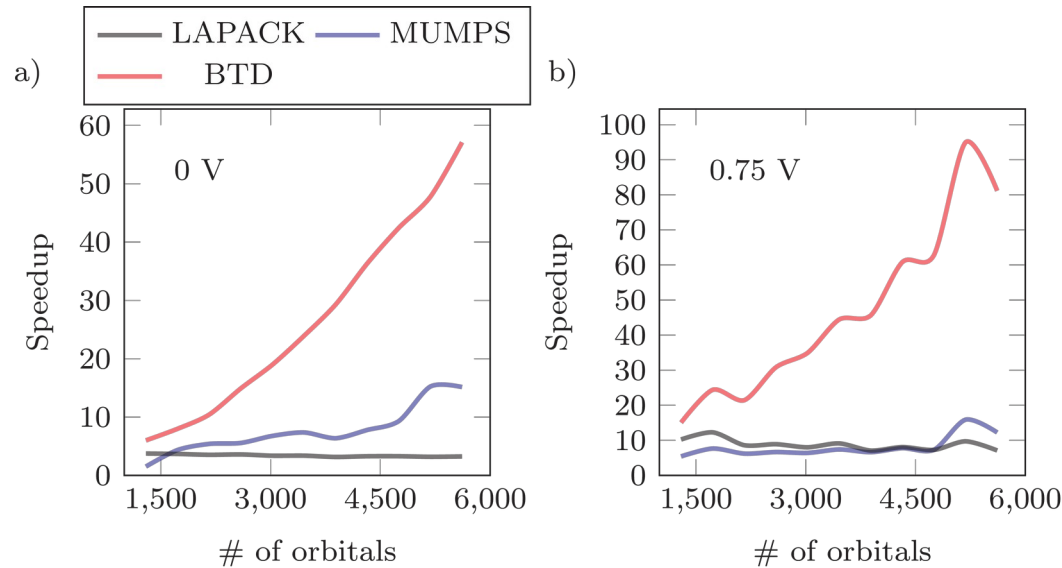 LAPACK MUMPS
BTD
a)
0 V
60
50
40
30
20
10
0
Speedup
1,500 3,000 4,500 6,000
# of orbitals
b)
0.75 V
100
90
80
70
60
50
40
30
20
10
0
Speedup
1,500 3,000 4,500 6,000
# of orbitals